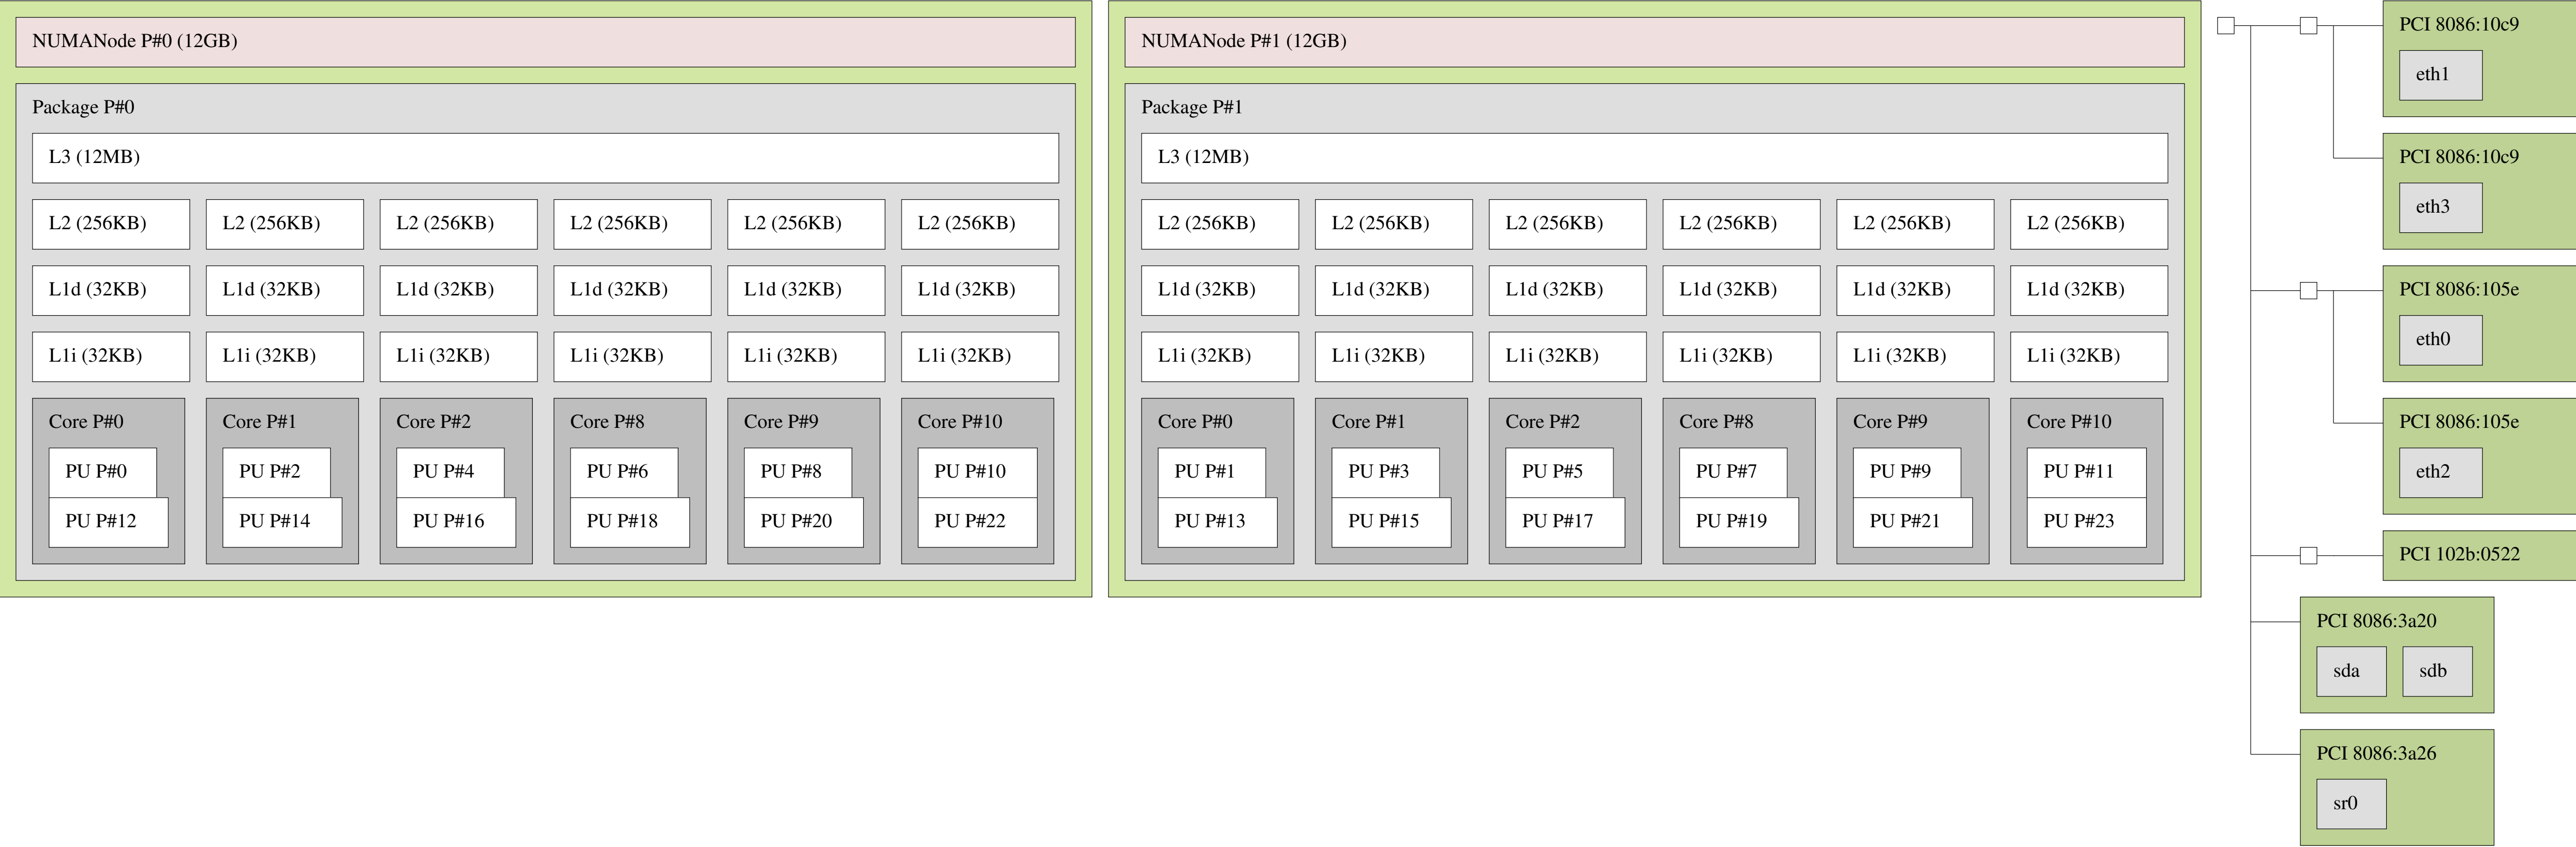 NUMANode P#0 (12GB)
Package P#0
L3 (12MB)
L2 (256KB) L2 (256KB) L2 (256KB) L2 (256KB) L2 (256KB) L2 (256KB)
L1d (32KB) L1d (32KB) L1d (32KB) L1d (32KB) L1d (32KB) L1d (32KB)
L1i (32KB) L1i (32KB) L1i (32KB) L1i (32KB) L1i (32KB) L1i (32KB)
Core P#0 Core P#1 Core P#2 Core P#8 Core P#9 Core P#10
PU P#0 PU P#2 PU P#4 PU P#6 PU P#8 PU P#10
PU P#12 PU P#14 PU P#16 PU P#18 PU P#20 PU P#22
NUMANode P#1 (12GB)
Package P#1
L3 (12MB)
L2 (256KB) L2 (256KB) L2 (256KB) L2 (256KB) L2 (256KB) L2 (256KB)
L1d (32KB) L1d (32KB) L1d (32KB) L1d (32KB) L1d (32KB) L1d (32KB)
L1i (32KB) L1i (32KB) L1i (32KB) L1i (32KB) L1i (32KB) L1i (32KB)
Core P#0 Core P#1 Core P#2 Core P#8 Core P#9 Core P#10
PU P#1 PU P#3 PU P#5 PU P#7 PU P#9 PU P#11
PU P#13 PU P#15 PU P#17 PU P#19 PU P#21 PU P#23
PCI 8086:10c9
eth1
PCI 8086:10c9
eth3
PCI 8086:105e
eth0
PCI 8086:105e
eth2
PCI 102b:0522
PCI 8086:3a20
sda sdb
PCI 8086:3a26
sr0